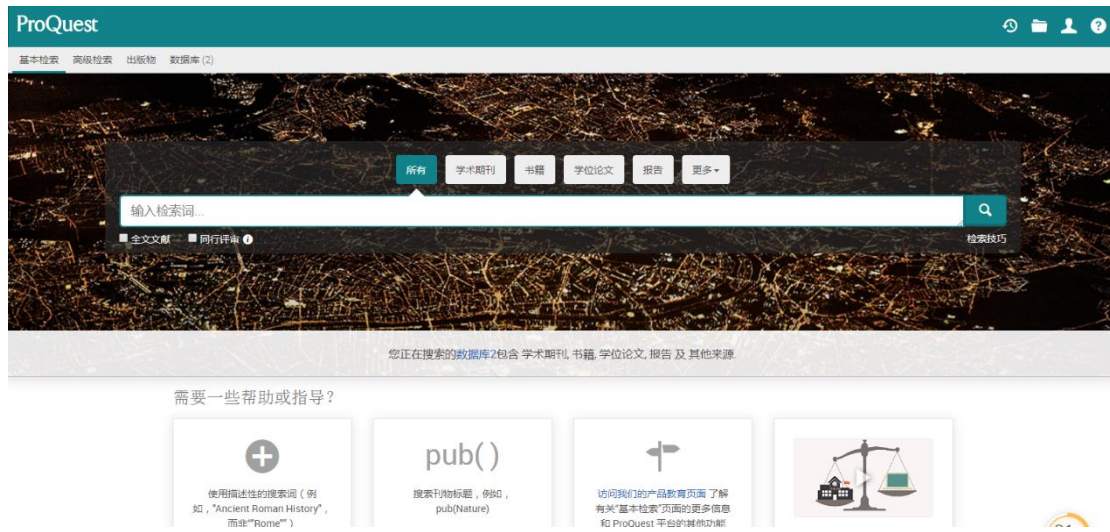 ProQuest
基本检索 高级检索 出版物 数据库 (2)
所有 学术期刊 书籍 学位论文 报告 更多
输入检索词...
全文文献 同行评审 检索技巧
您正在搜索的数据库2包含 学术期刊, 书籍, 学位论文, 报告 及 其他来源.
需要一些帮助或指导?
使用描述性的搜索词 ( 例
如 , "Ancient Roman History" ,
而非""Rome"" )
pub( )
搜索刊物标题 , 例如 ,
pub(Nature)
访问我们的产品教育页面 了解
有关"基本检索"页面的更多信息
和 ProQuest 平台的其他功能